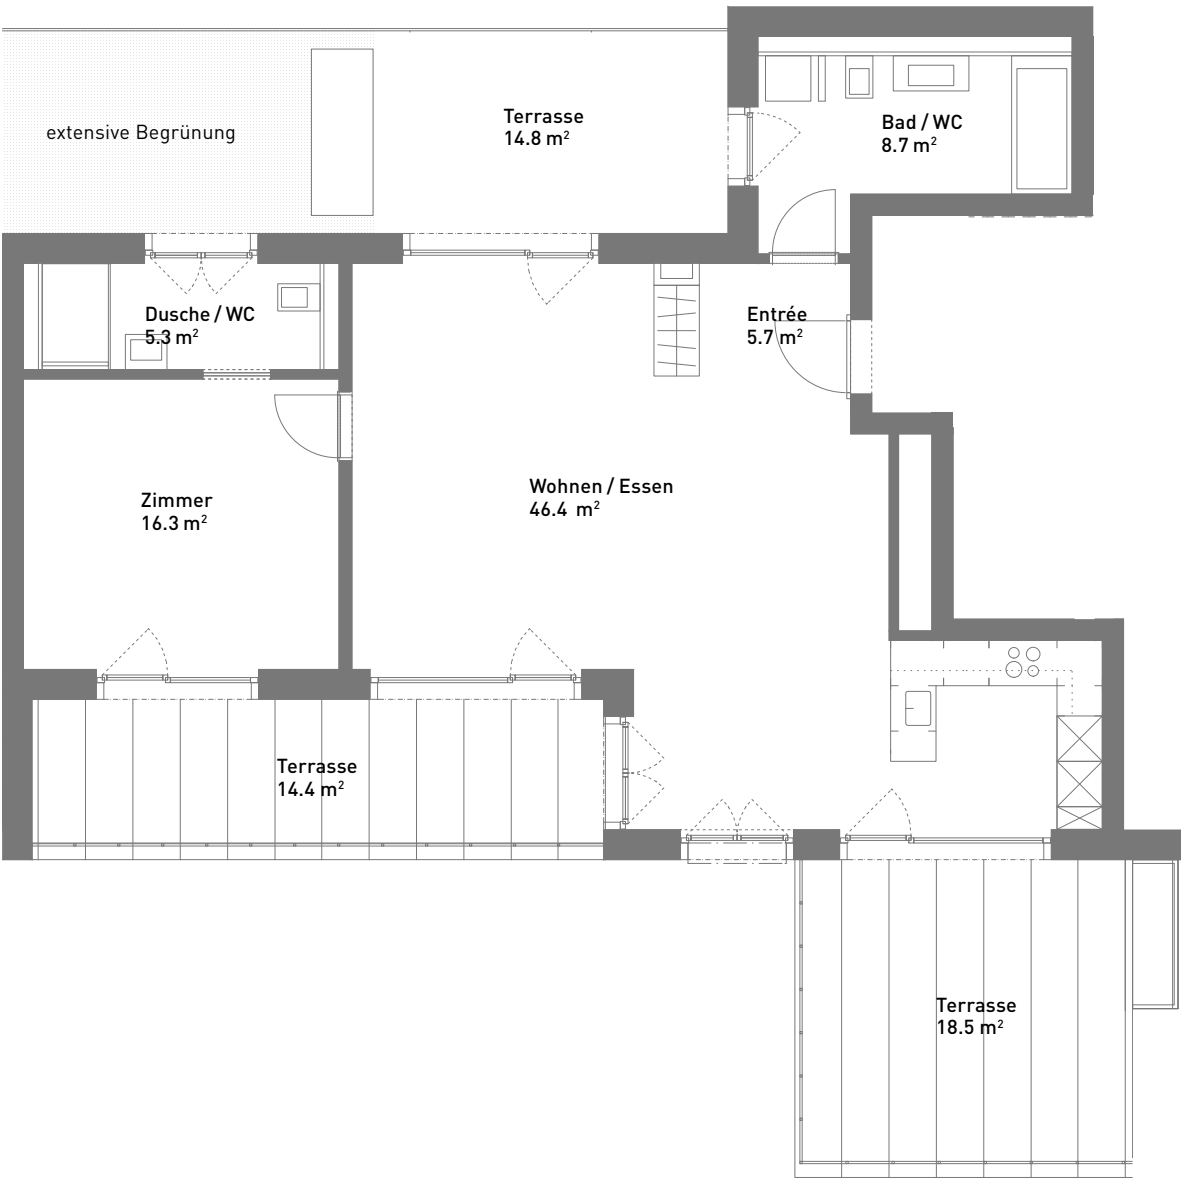 Terrasse
14.8 m²
Bad / WC
8.7 m²
extensive Begrünung
Dusche / WC
5.3 m²
Entrée
5.7 m²
Zimmer
16.3 m²
Wohnen / Essen
46.4 m²
Terrasse
14.4 m²
Terrasse
18.5 m²